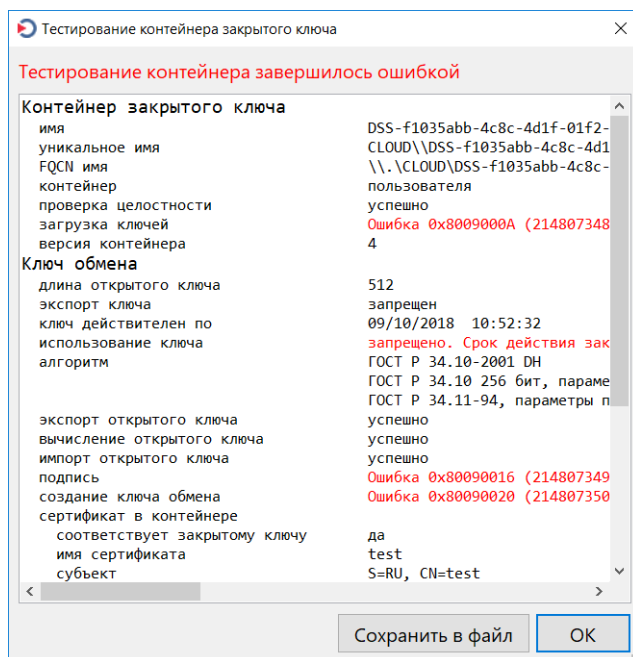 Тестирование контейнера закрытого ключа
Тестирование контейнера завершилось ошибкой
Контейнер закрытого ключа
имя DSS-f1035abb-4c8c-4d1f-01f2-
уникальное имя CLOUD\\DSS-f1035abb-4c8c-4d1
FQCN имя \\.\CLOUD\DSS-f1035abb-4c8c-
контейнер пользователя
проверка целостности успешно
загрузка ключей Ошибка 0x8009000A (214807348
версия контейнера 4
Ключ обмена
длина открытого ключа 512
экспорт ключа запрещен
ключ действителен по 09/10/2018 10:52:32
использование ключа запрещено. Срок действия зак
алгоритм ГОСТ Р 34.10-2001 DH
ГОСТ Р 34.10 256 бит, параме
ГОСТ Р 34.11-94, параметры п
экспорт открытого ключа успешно
вычисление открытого ключа успешно
импорт открытого ключа успешно
подпись Ошибка 0x80090016 (214807349
создание ключа обмена Ошибка 0x80090020 (214807350
сертификат в контейнере
соответствует закрытому ключу да
имя сертификата test
субъект S=RU, CN=test
Сохранить в файл OK